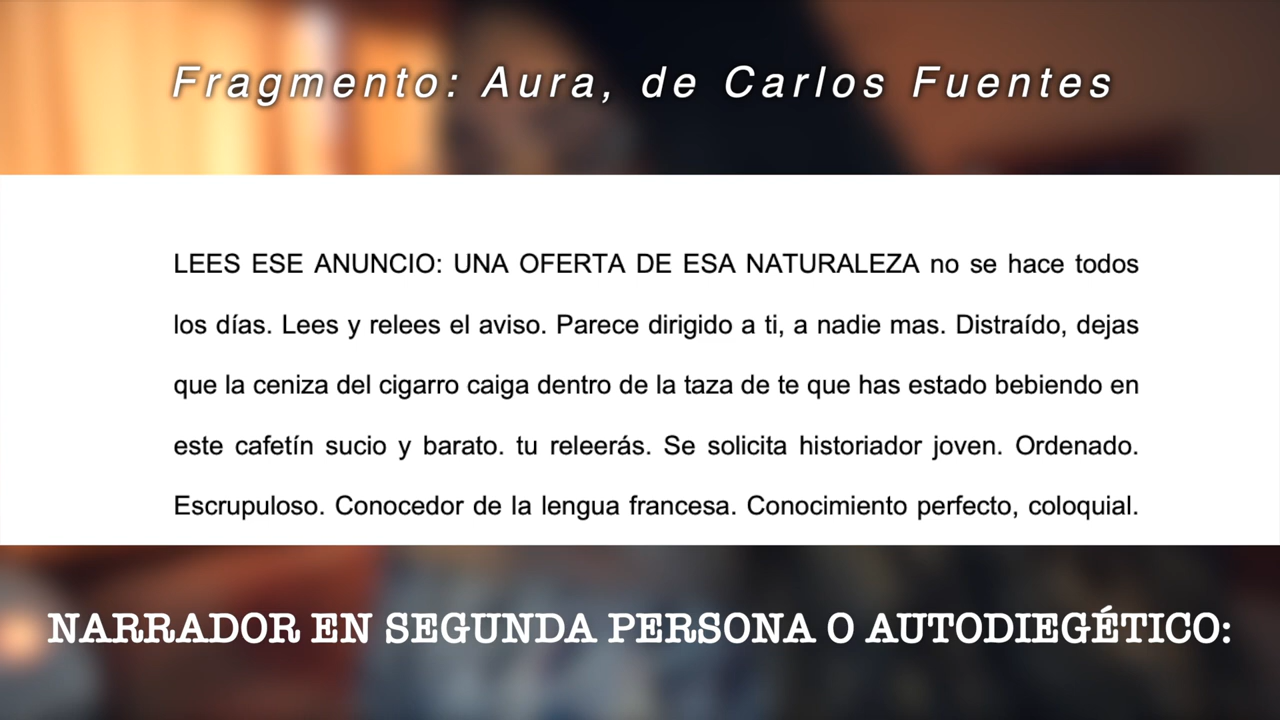 Fragmento: Aura, de Carlos Fuentes
LEES ESE ANUNCIO: UNA OFERTA DE ESA NATURALEZA no se hace todos
los días. Lees y relees el aviso. Parece dirigido a ti, a nadie mas. Distraído, dejas
que la ceniza del cigarro caiga dentro de la taza de te que has estado bebiendo en
este cafetín sucio y barato. tu releerás. Se solicita historiador joven. Ordenado.
Escrupuloso. Conocedor de la lengua francesa. Conocimiento perfecto, coloquial.
NARRADOR EN SEGUNDA PERSONA O AUTODIEGÉTICO: